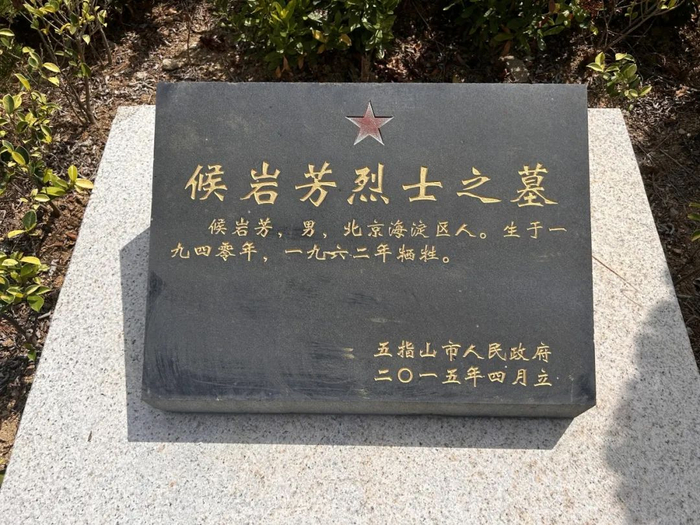 候岩芳烈士之墓
候岩芳，男，北京海淀区人。生于一
九四零年，一九六二年牺牲。
五指山市人民政府
二〇一五年四月立